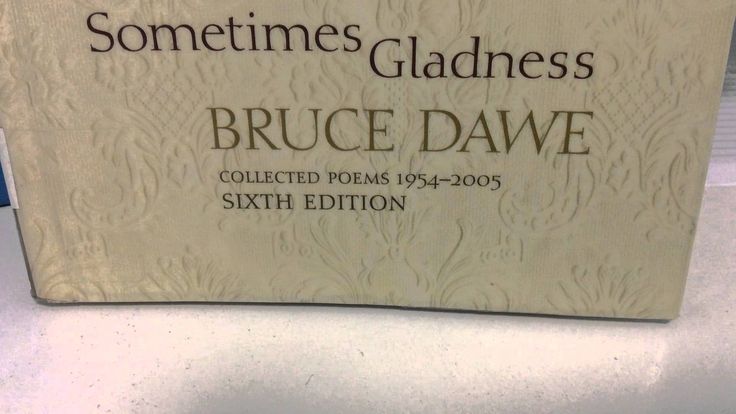 Sometimes Gladness
BRUCE DAWE
COLLECTED POEMS 1954–2005
SIXTH EDITION